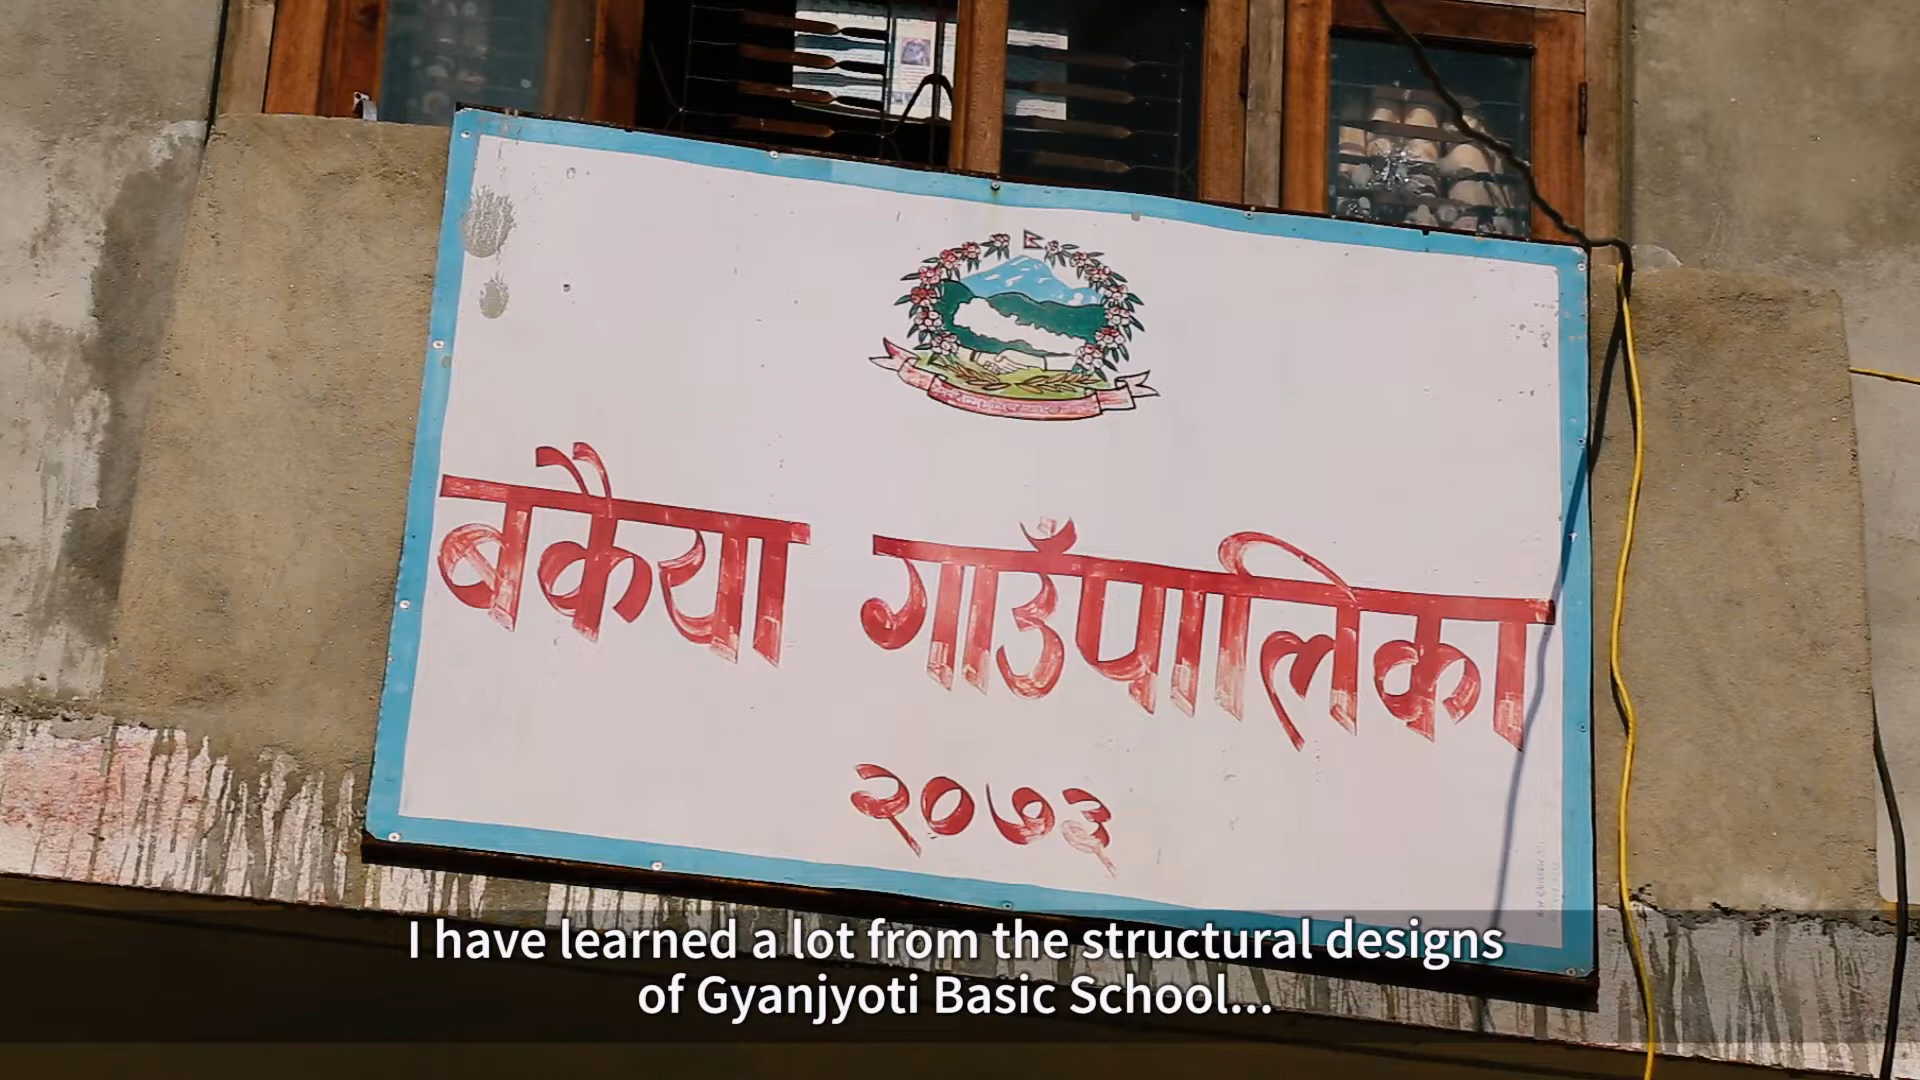 बकैया गाउँपालिका
२०७३
I have learned a lot from the structural designs
of Gyanjyoti Basic School...